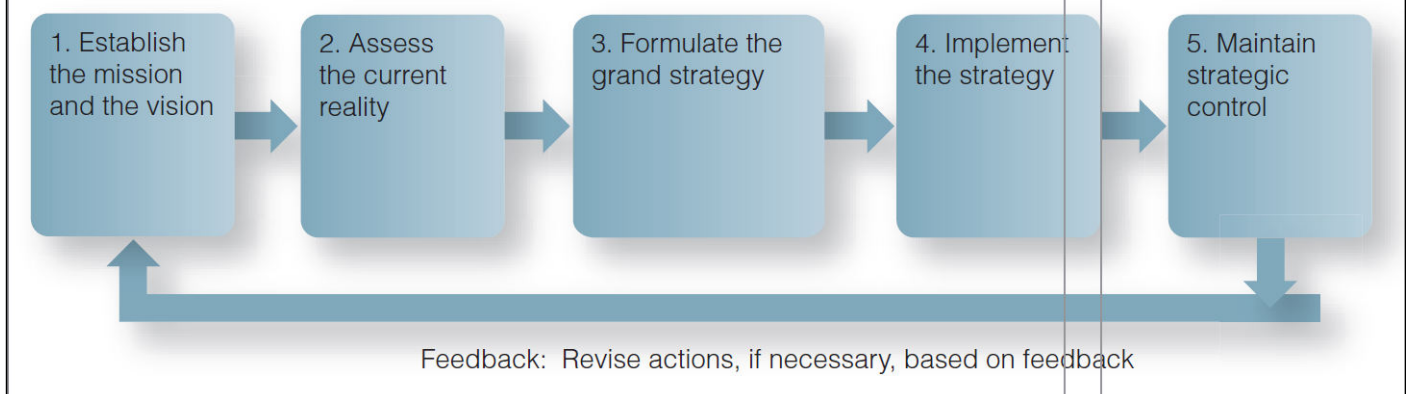 1. Establish
the mission
and the vision
2. Assess
the current
reality
3. Formulate the
grand strategy
4. Implement
the strategy
5. Maintain
strategic
control
Feedback:  Revise actions, if necessary, based on feedback